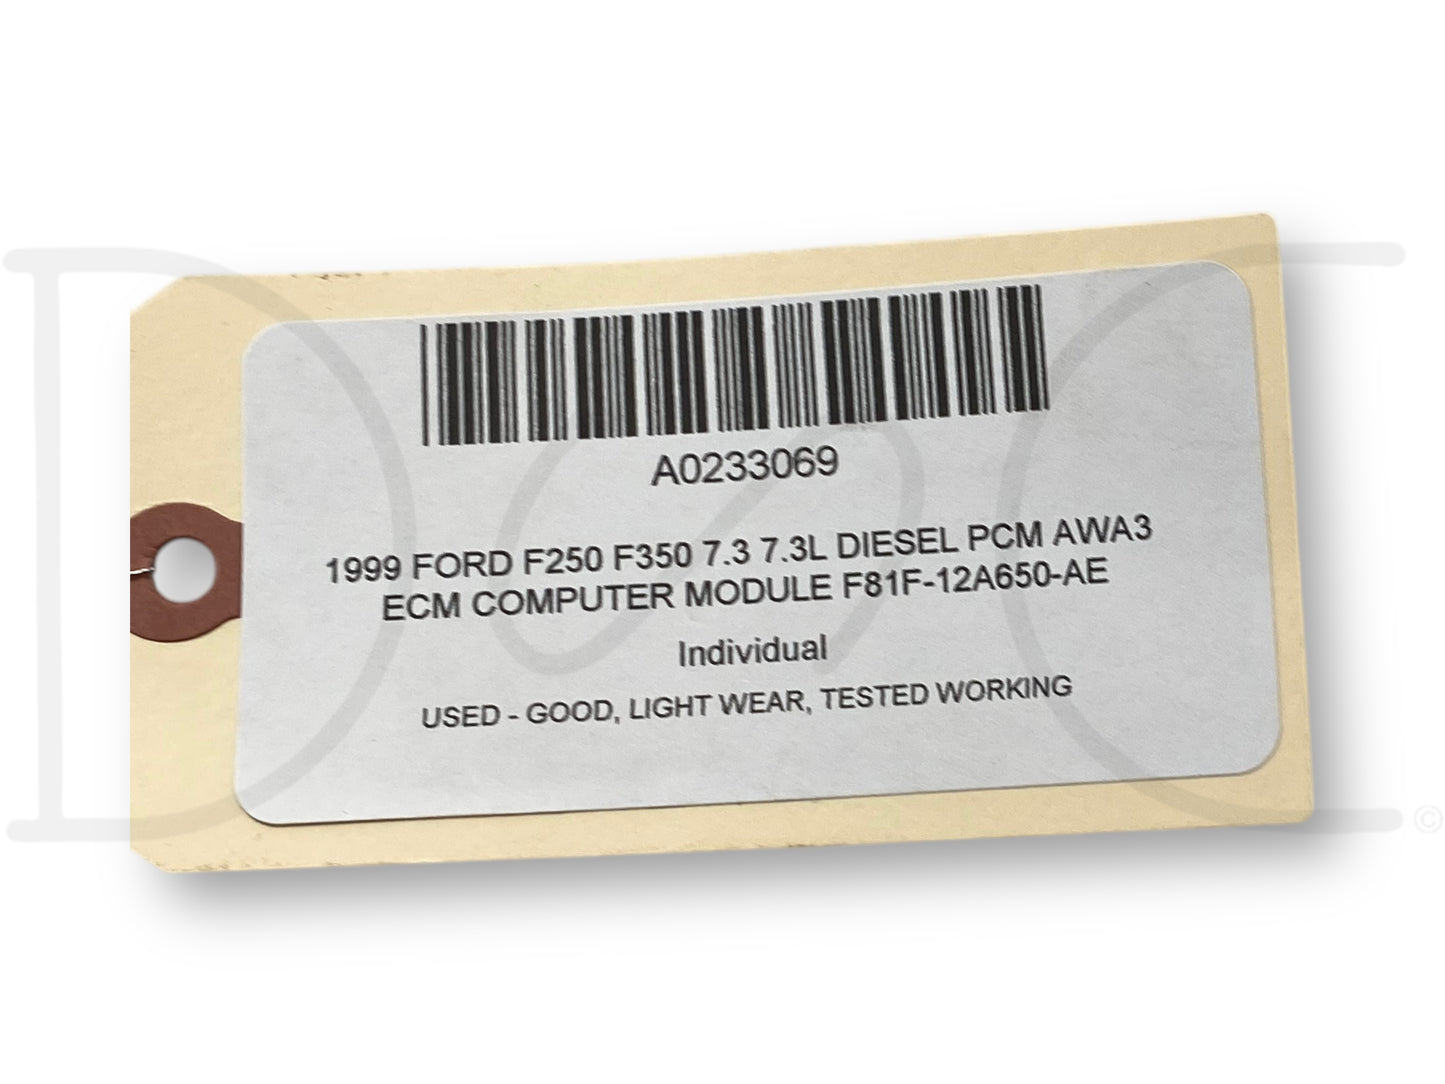 A0233069
1999 FORD F250 F350 7.3 7.3L DIESEL PCM AWA3
ECM COMPUTER MODULE F81F-12A650-AE
Individual
USED - GOOD, LIGHT WEAR, TESTED WORKING
©